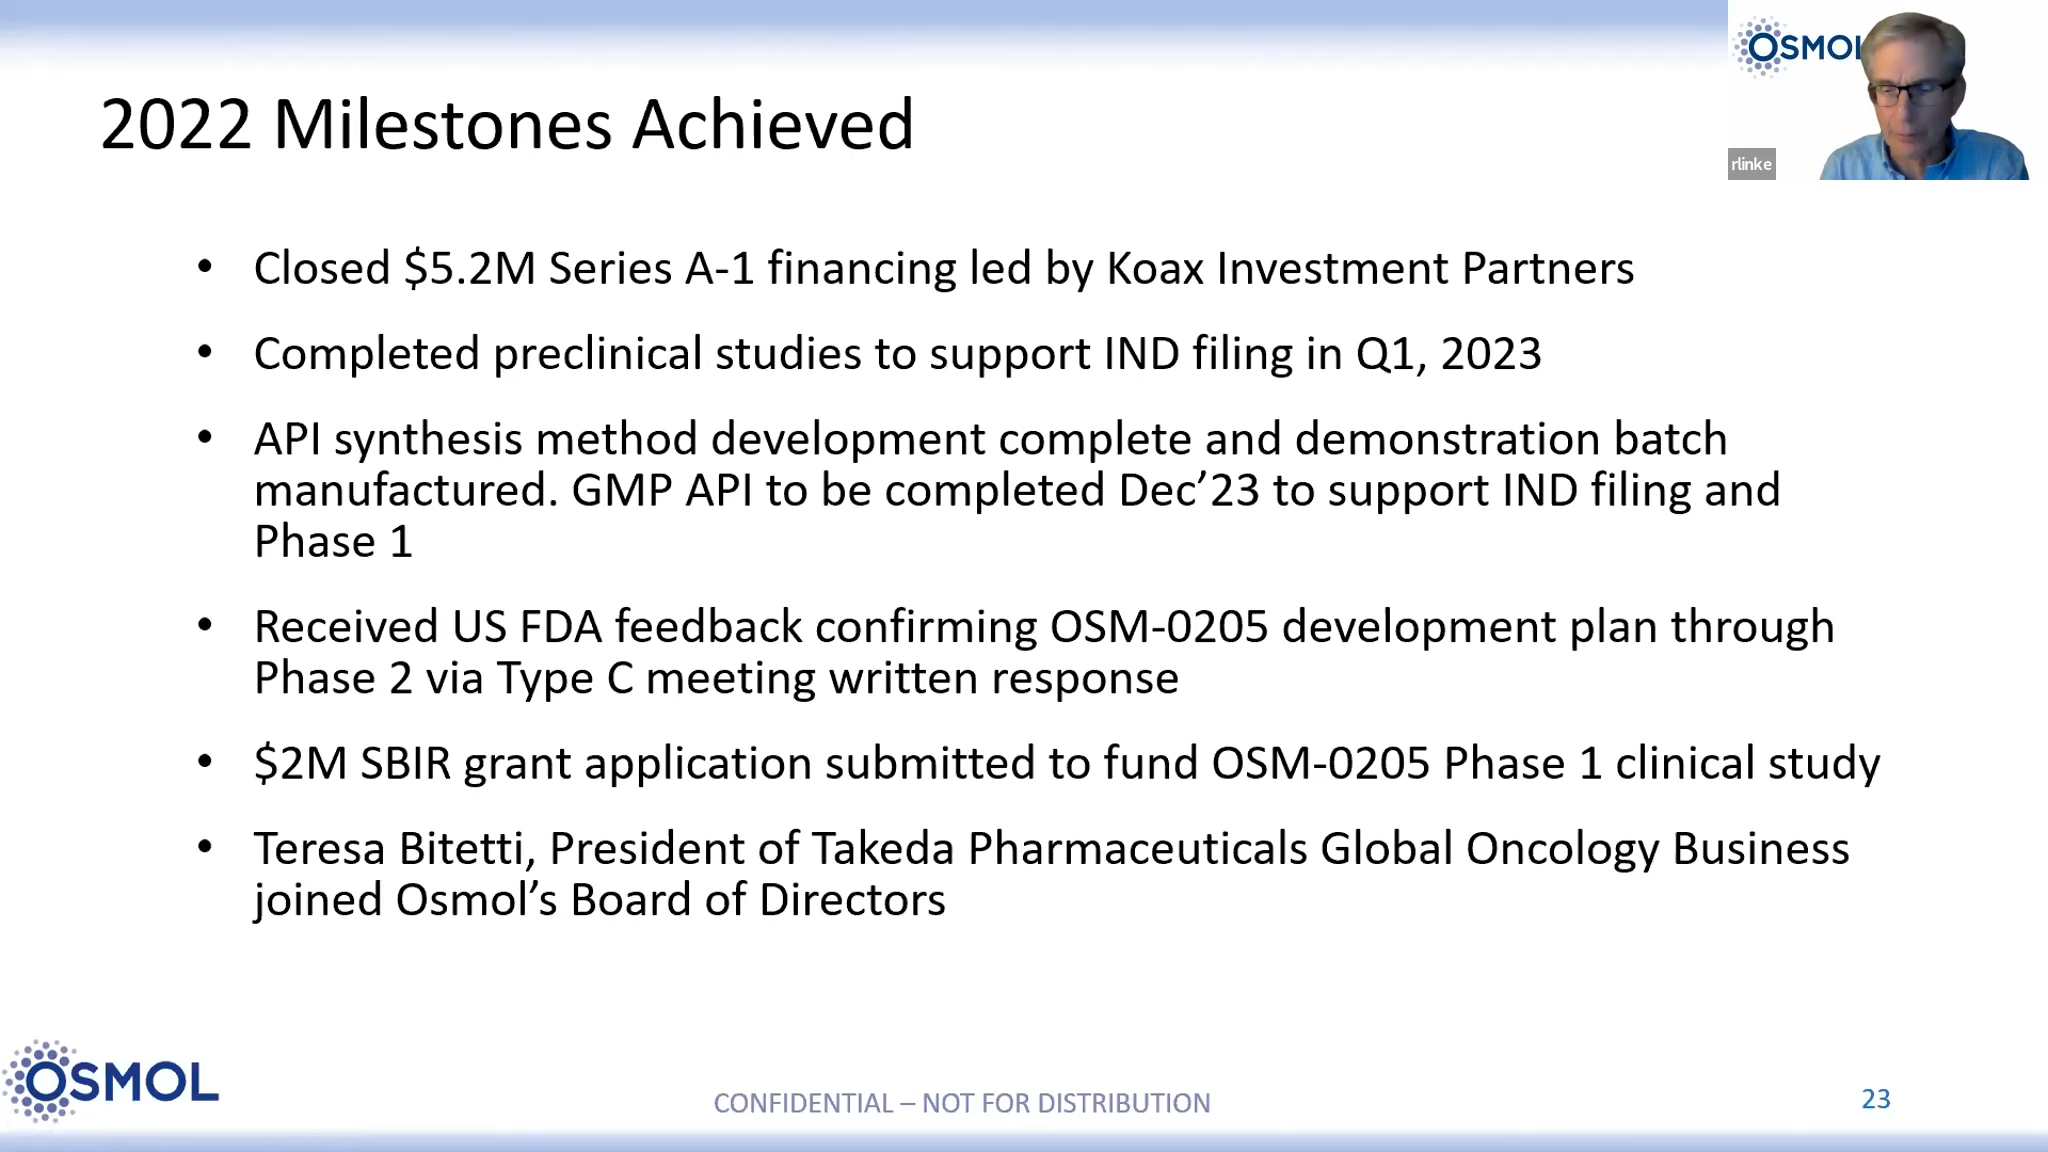 OSMOL
rlinke
2022 Milestones Achieved
• Closed $5.2M Series A-1 financing led by Koax Investment Partners
• Completed preclinical studies to support IND filing in Q1, 2023
• API synthesis method development complete and demonstration batch
manufactured. GMP API to be completed Dec’23 to support IND filing and
Phase 1
• Received US FDA feedback confirming OSM-0205 development plan through
Phase 2 via Type C meeting written response
• $2M SBIR grant application submitted to fund OSM-0205 Phase 1 clinical study
• Teresa Bitetti, President of Takeda Pharmaceuticals Global Oncology Business
joined Osmol’s Board of Directors
OSMOL
CONFIDENTIAL – NOT FOR DISTRIBUTION
23